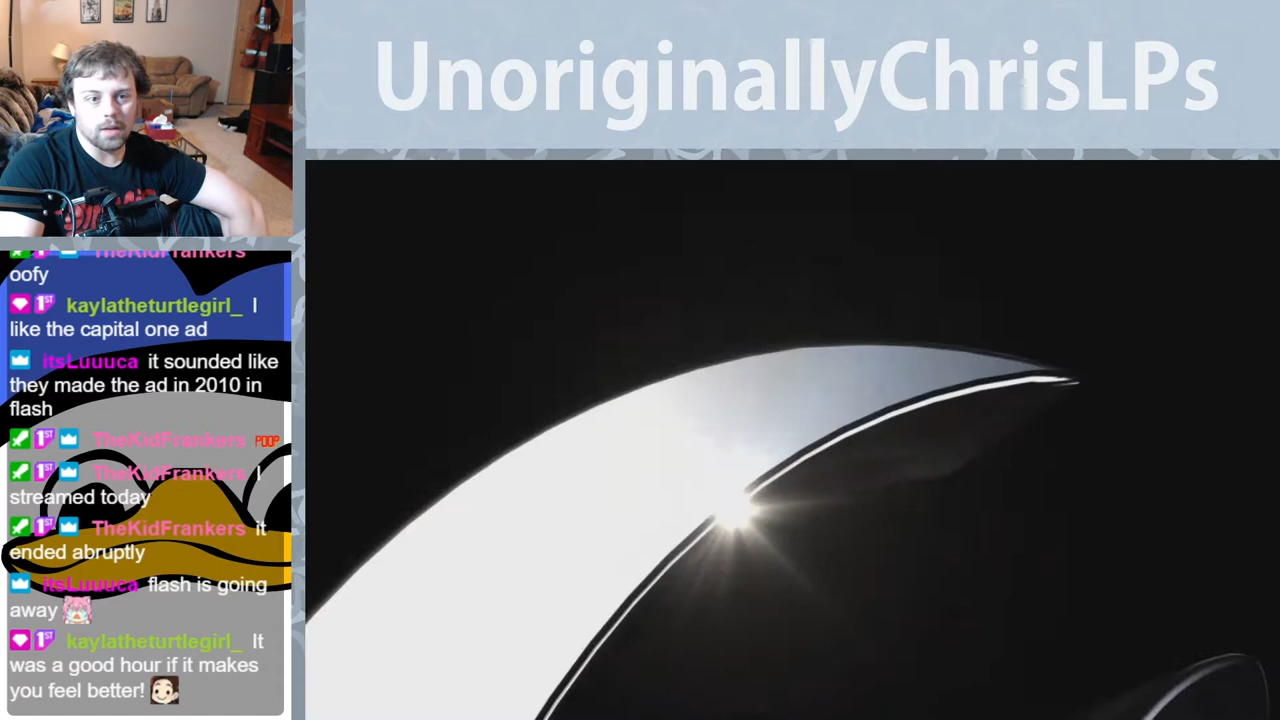 UnoriginallyChrisLPs
TheKidFrankers
oofy
kaylatheturtlegirl_ I
like the capital one ad
itsLuuuca it sounded like
they made the ad in 2010 in
flash
TheKidFrankers POOP
TheKidFrankers I
streamed today
TheKidFrankers it
ended abruptly
itsLuuuca flash is going
away
kaylatheturtlegirl_ It
was a good hour if it makes
you feel better!